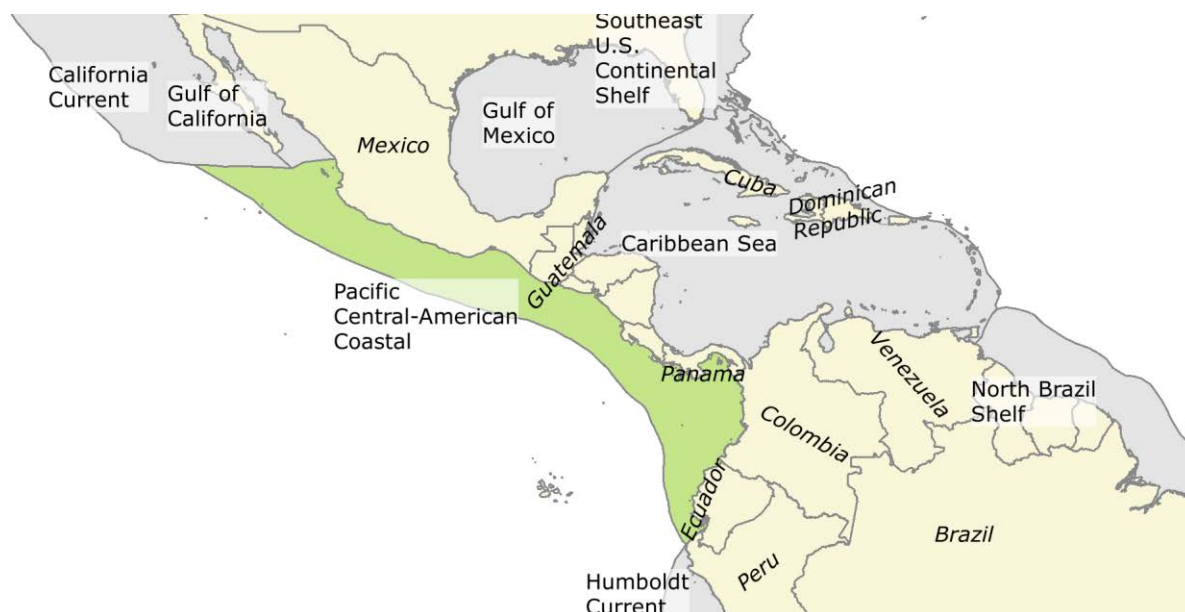 Southeast
U.S.
Continental
Shelf
California
Current
Gulf of
California
Gulf of
Mexico
Mexico
Cuba
Dominican
Republic
Guatemala
Caribbean Sea
Pacific
Central-American
Coastal
Panama
Venezuela
North Brazil
Shelf
Colombia
Ecuador
Brazil
Peru
Humboldt
Current